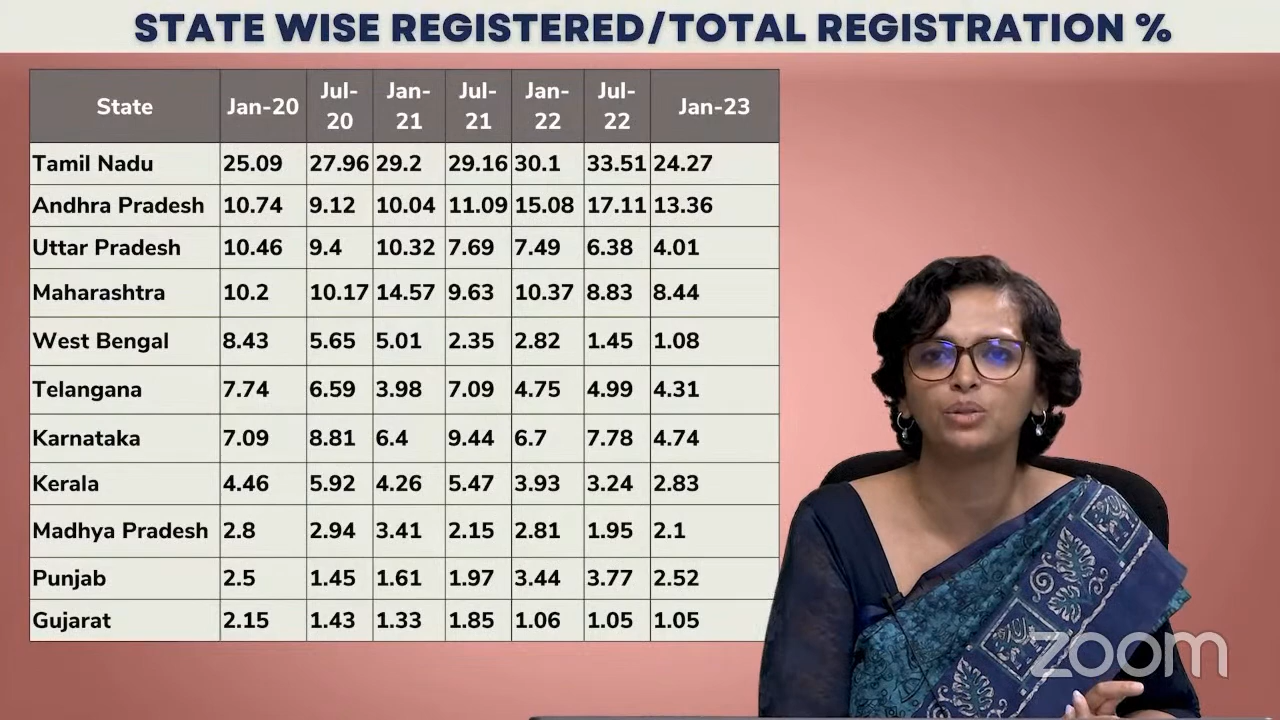 STATE WISE REGISTERED/TOTAL REGISTRATION %
State Jan-20 Jul-20 Jan-21 Jul-21 Jan-22 Jul-22 Jan-23
Tamil Nadu 25.09 27.96 29.2 29.16 30.1 33.51 24.27
Andhra Pradesh 10.74 9.12 10.04 11.09 15.08 17.11 13.36
Uttar Pradesh 10.46 9.4 10.32 7.69 7.49 6.38 4.01
Maharashtra 10.2 10.17 14.57 9.63 10.37 8.83 8.44
West Bengal 8.43 5.65 5.01 2.35 2.82 1.45 1.08
Telangana 7.74 6.59 3.98 7.09 4.75 4.99 4.31
Karnataka 7.09 8.81 6.4 9.44 6.7 7.78 4.74
Kerala 4.46 5.92 4.26 5.47 3.93 3.24 2.83
Madhya Pradesh 2.8 2.94 3.41 2.15 2.81 1.95 2.1
Punjab 2.5 1.45 1.61 1.97 3.44 3.77 2.52
Gujarat 2.15 1.43 1.33 1.85 1.06 1.05 1.05
zoom